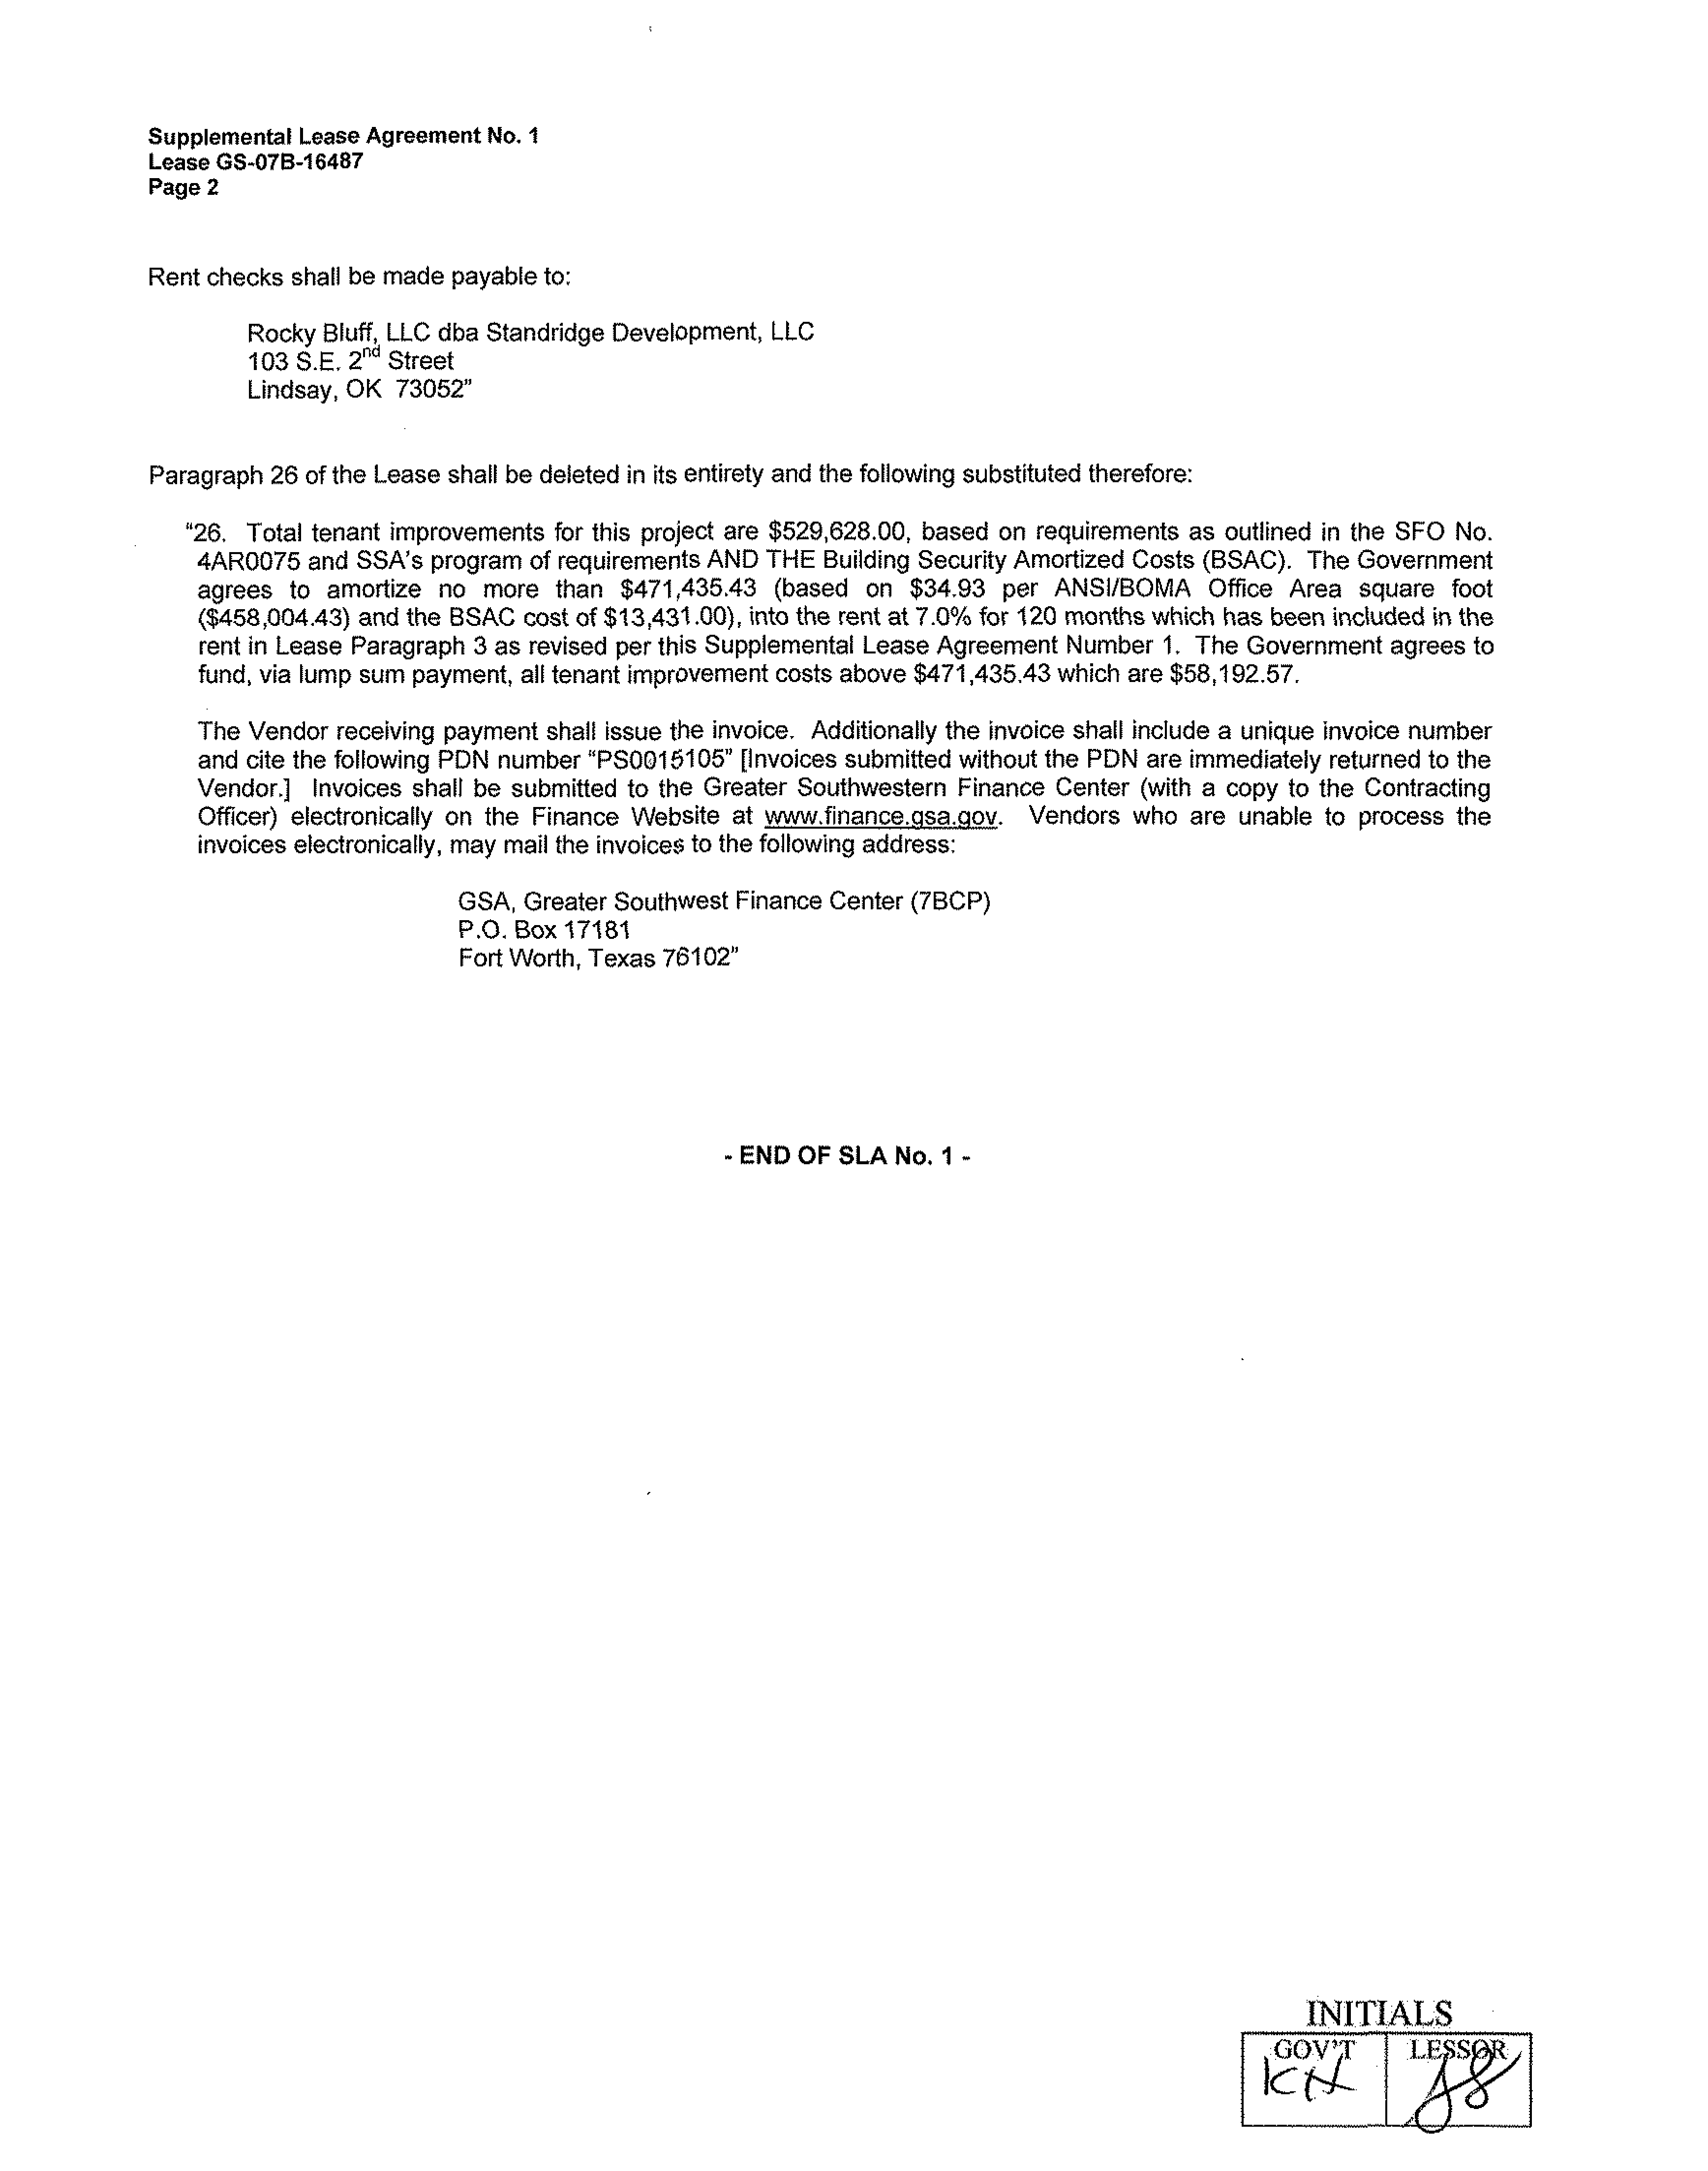 Supplemental Lease Agreement No. 1
Lease GS-07B-16487
Page 2
Rent checks shall be made payable to:
Rocky Bluff, LLC dba Standridge Development, LLC
103 S.E. 2nd Street
Lindsay, OK 73052”
Paragraph 26 of the Lease shall be deleted in its entirety and the following substituted therefore:
“26. Total tenant improvements for this project are $529,628.00, based on requirements as outlined in the SFO No.
4AR0075 and SSA's program of requirements AND THE Building Security Amortized Costs (BSAC). The Government
agrees to amortize no more than $471,435.43 (based on $34.93 per ANSI/BOMA Office Area square foot
($458,004.43) and the BSAC cost of $13,431.00), into the rent at 7.0% for 120 months which has been included in the
rent in Lease Paragraph 3 as revised per this Supplemental Lease Agreement Number 1. The Government agrees to
fund, via lump sum payment, all tenant improvement costs above $471,435.43 which are $58,192.57.
The Vendor receiving payment shall issue the invoice. Additionally the invoice shall include a unique invoice number
and cite the following PDN number “PS0015105” [Invoices submitted without the PDN are immediately returned to the
Vendor.] Invoices shall be submitted to the Greater Southwestern Finance Center (with a copy to the Contracting
Officer) electronically on the Finance Website at www.finance.gsa.gov. Vendors who are unable to process the
invoices electronically, may mail the invoices to the following address:
GSA, Greater Southwest Finance Center (7BCP)
P.O. Box 17181
Fort Worth, Texas 76102”
- END OF SLA No. 1 -
INITIALS
GOV'T LESSOR
KH